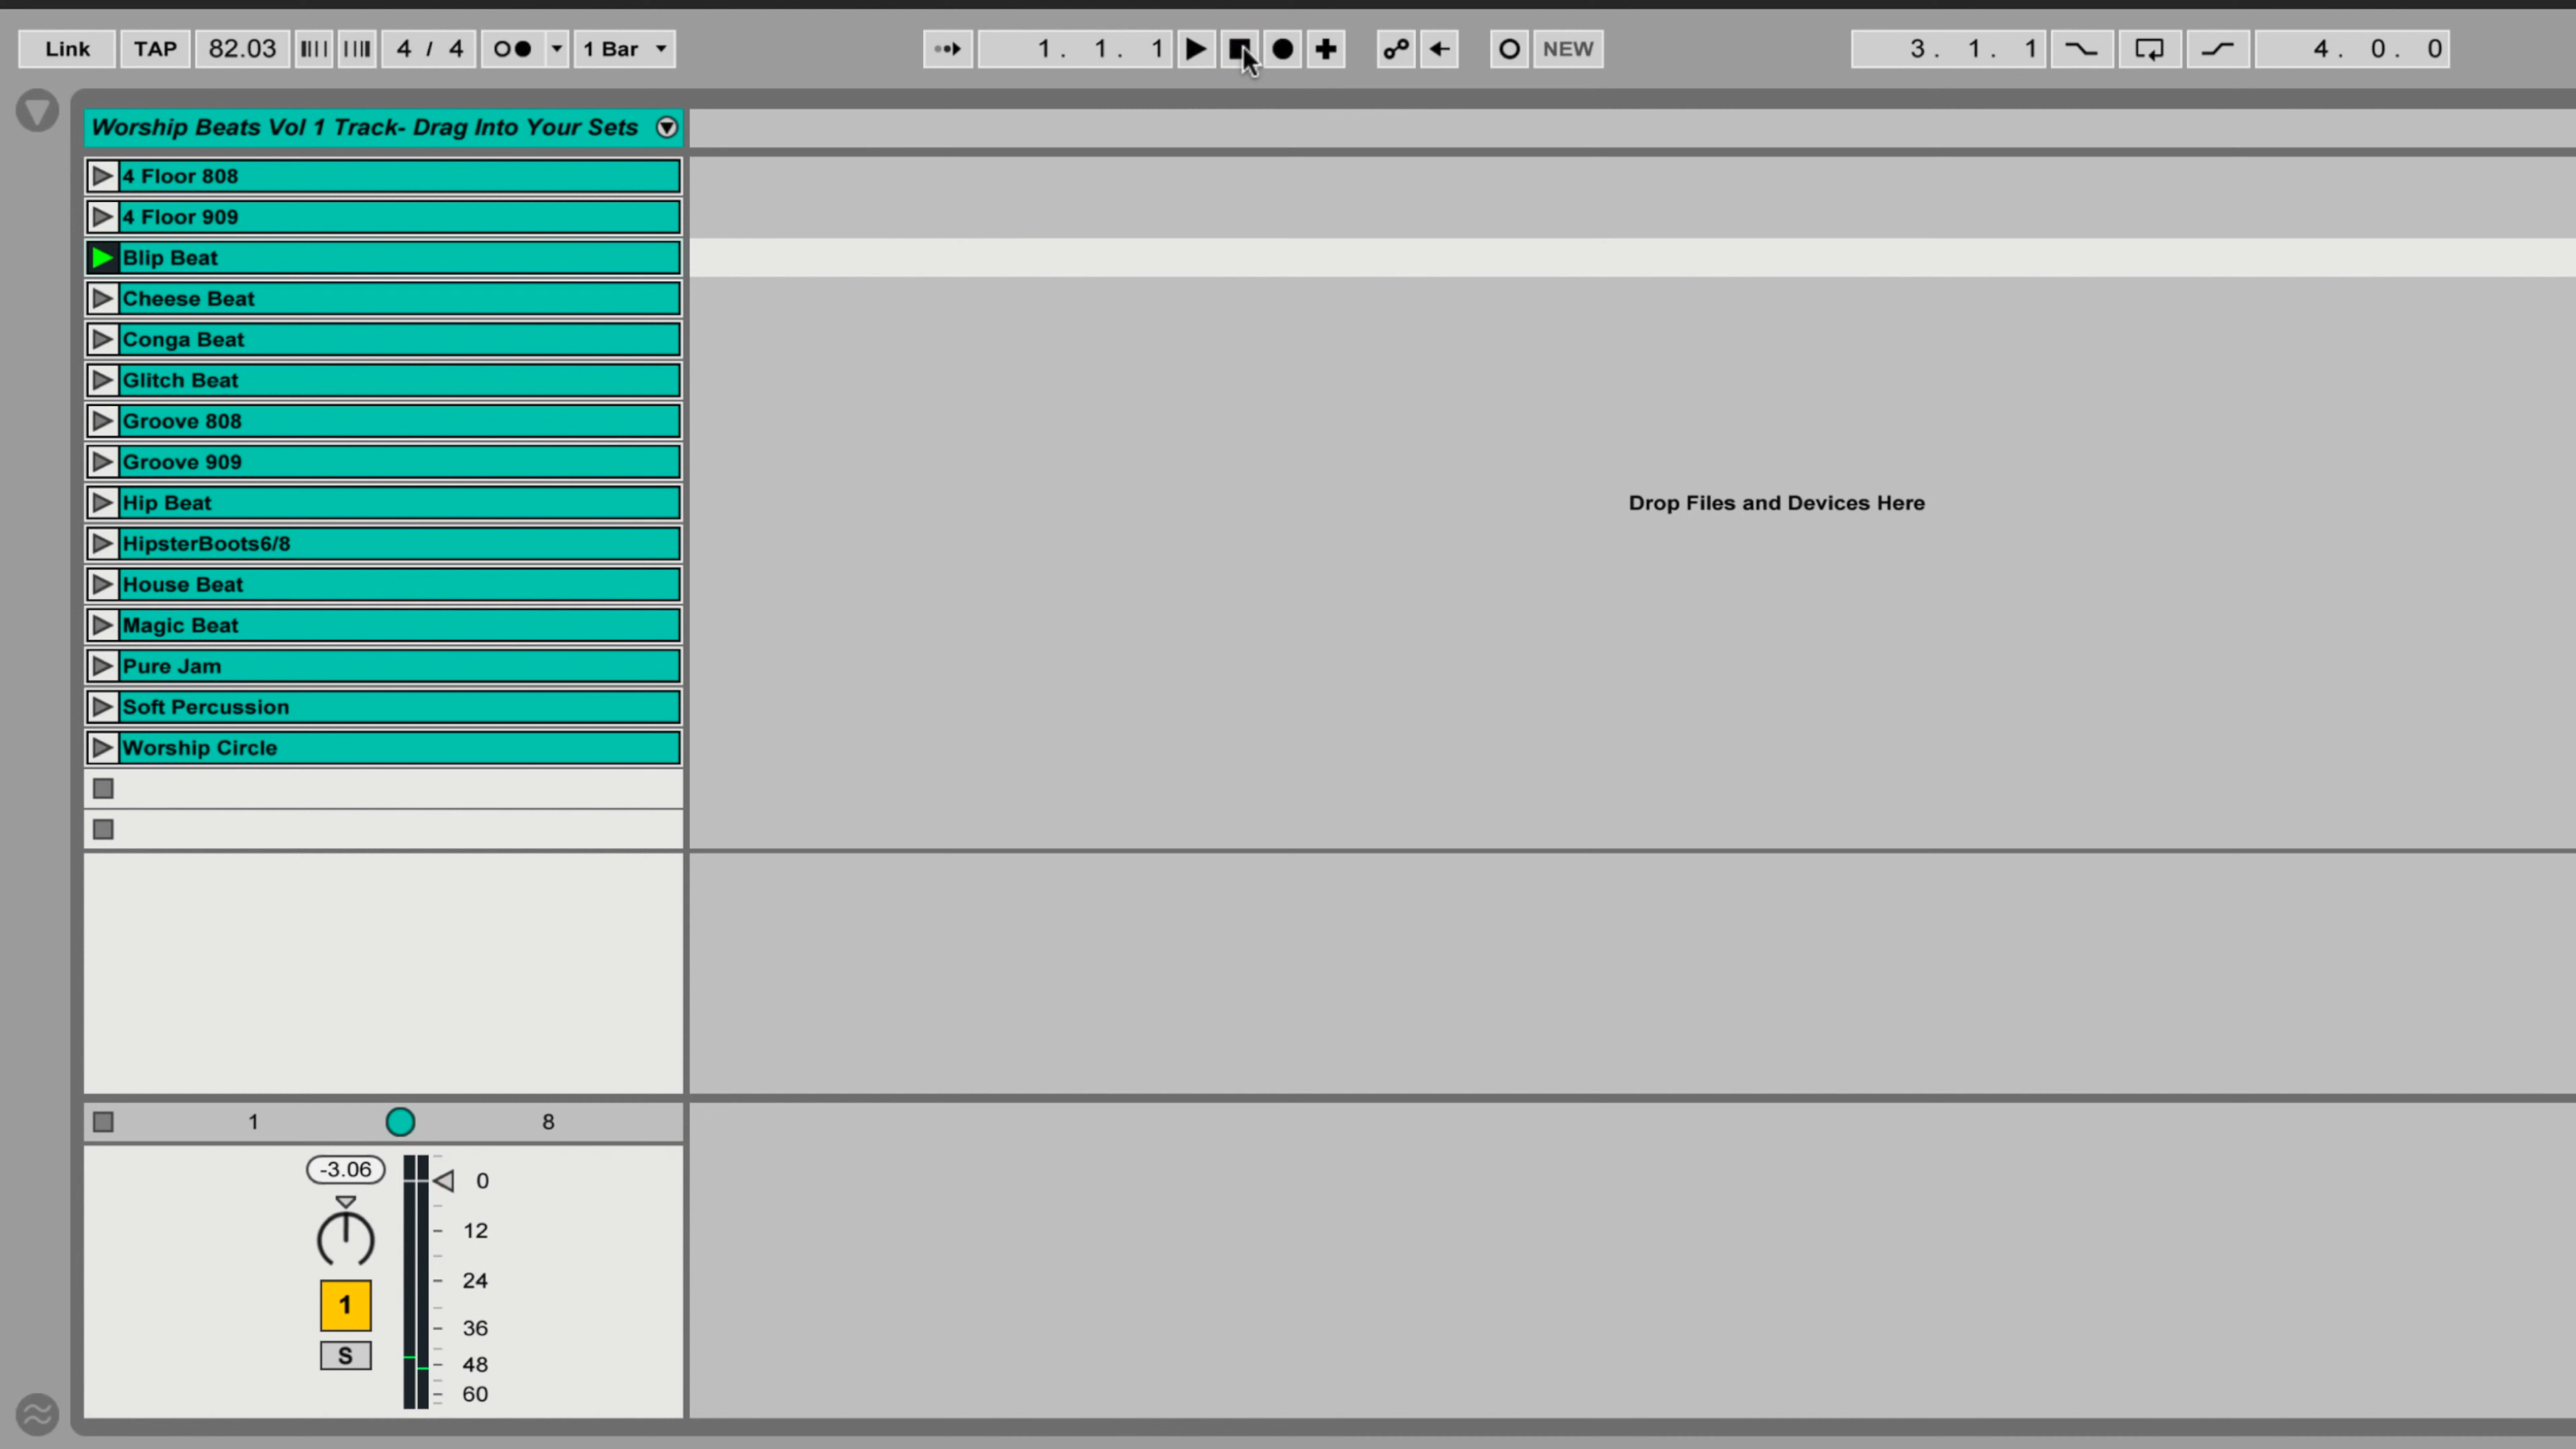 Link TAP 82.03 4 / 4 1 Bar 1. 1. 1 NEW 3. 1. 1 4. 0. 0
Worship Beats Vol 1 Track- Drag Into Your Sets
4 Floor 808
4 Floor 909
Blip Beat
Cheese Beat
Conga Beat
Glitch Beat
Groove 808
Groove 909
Hip Beat
Drop Files and Devices Here
HipsterBoots6/8
House Beat
Magic Beat
Pure Jam
Soft Percussion
Worship Circle
1 8
-3.06 0
12
24
1
36
S 48
60